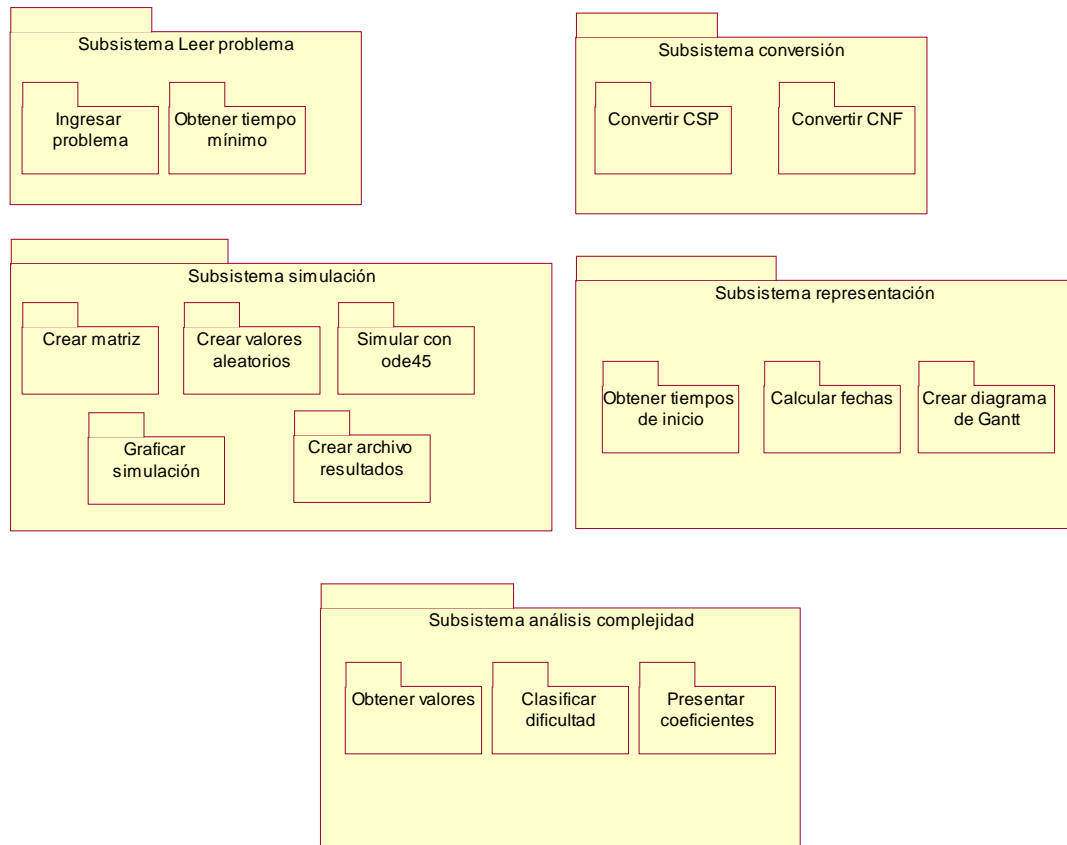 Subsistema Leer problema
Ingresar
problema
Obtener tiempo
mínimo
Subsistema conversión
Convertir CSP
Convertir CNF
Subsistema simulación
Crear matriz
Crear valores
aleatorios
Simular con
ode45
Graficar
simulación
Crear archivo
resultados
Subsistema representación
Obtener tiempos
de inicio
Calcular fechas
Crear diagrama
de Gantt
Subsistema análisis complejidad
Obtener valores
Clasificar
dificultad
Presentar
coeficientes